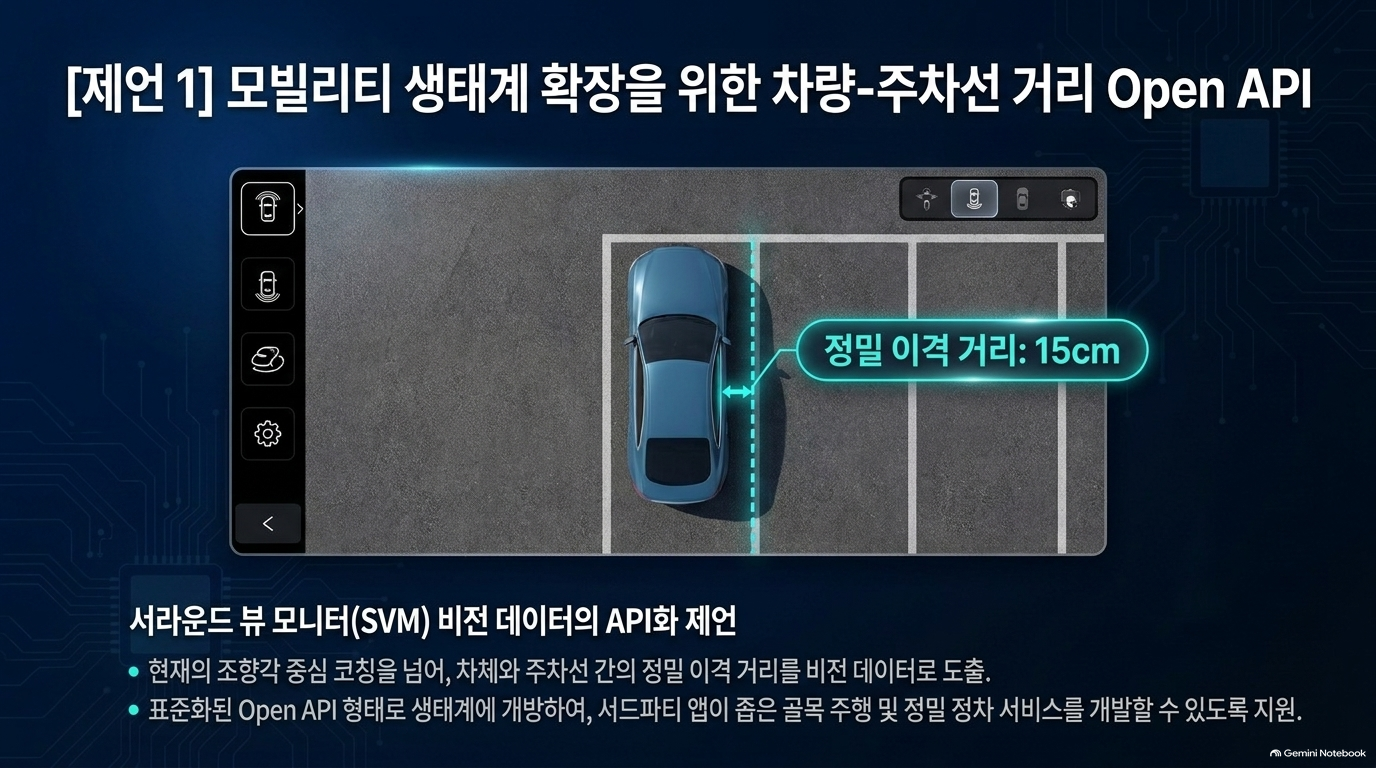 [제언 1] 모빌리티 생태계 확장을 위한 차량-주차선 거리 Open API
정밀 이격 거리: 15cm
서라운드 뷰 모니터(SVM) 비전 데이터의 API화 제언
• 현재의 조향각 중심 코칭을 넘어, 차체와 주차선 간의 정밀 이격 거리를 비전 데이터로 도출.
• 표준화된 Open API 형태로 생태계에 개방하여, 서드파티 앱이 좁은 골목 주행 및 정밀 정차 서비스를 개발할 수 있도록 지원.
Gemini Notebook